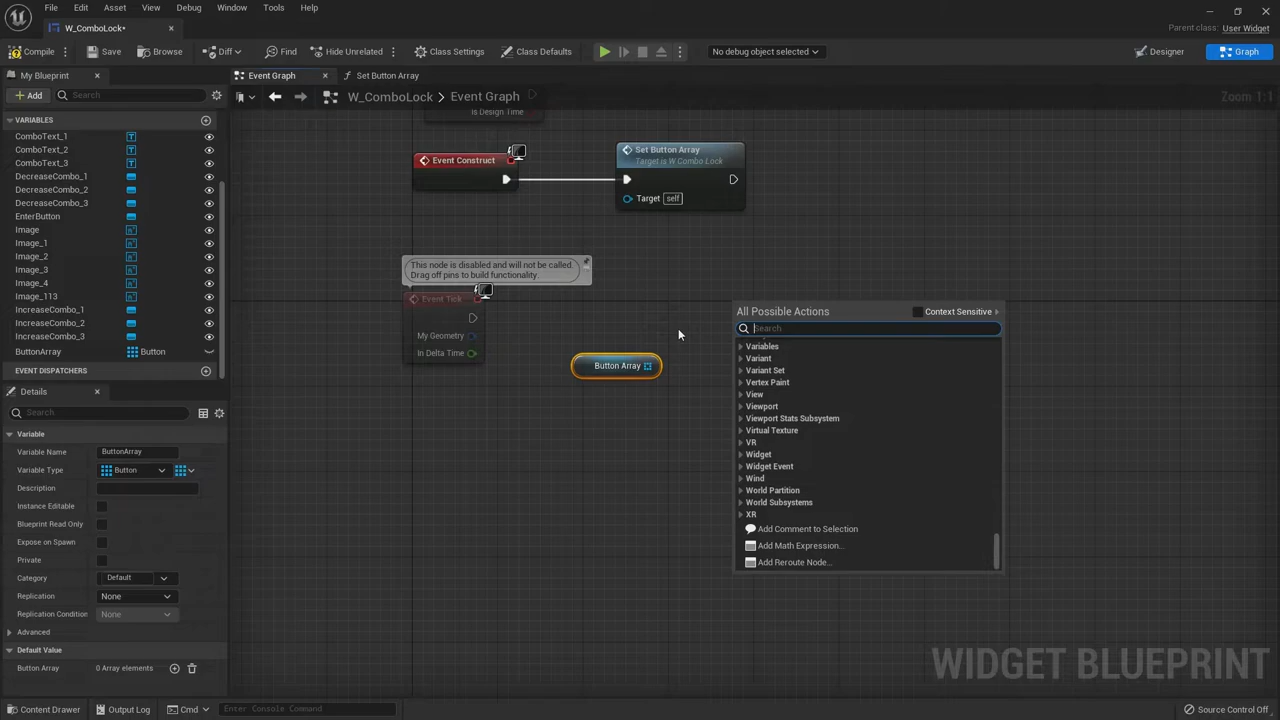 File Edit Asset View Debug Window Tools Help
W_ComboLock•
Parent class: User Widget
Compile Save Browse Diff Find Hide Unrelated Class Settings Class Defaults No debug object selected Designer Graph
My Blueprint Event Graph Set Button Array
Add Search W_ComboLock > Event Graph Zoom 1:1
VARIABLES
ComboText_1
ComboText_2
ComboText_3
DecreaseCombo_1
DecreaseCombo_2
DecreaseCombo_3
EnterButton
Image
Image_1
Image_2
Image_3
Image_4
Image_113
IncreaseCombo_1
IncreaseCombo_2
IncreaseCombo_3
ButtonArray Button
EVENT DISPATCHERS
Details
Search
Variable
Variable Name ButtonArray
Variable Type Button
Description
Instance Editable
Blueprint Read Only
Expose on Spawn
Private
Category Default
Replication None
Replication Condition None
Advanced
Default Value
Button Array 0 Array elements
Is Design Time
Event Construct
Set Button Array
Target is W Combo Lock
Target self
This node is disabled and will not be called.
Drag off pins to build functionality.
Event Tick
My Geometry
In Delta Time
Button Array
All Possible Actions Context Sensitive
Search
Variables
Variant
Variant Set
Vertex Paint
View
Viewport
Viewport Stats Subsystem
Virtual Texture
VR
Widget
Widget Event
Wind
World Partition
World Subsystems
XR
Add Comment to Selection
Add Math Expression...
Add Reroute Node...
WIDGET BLUEPRINT
Content Drawer Output Log Cmd Enter Console Command Source Control Off